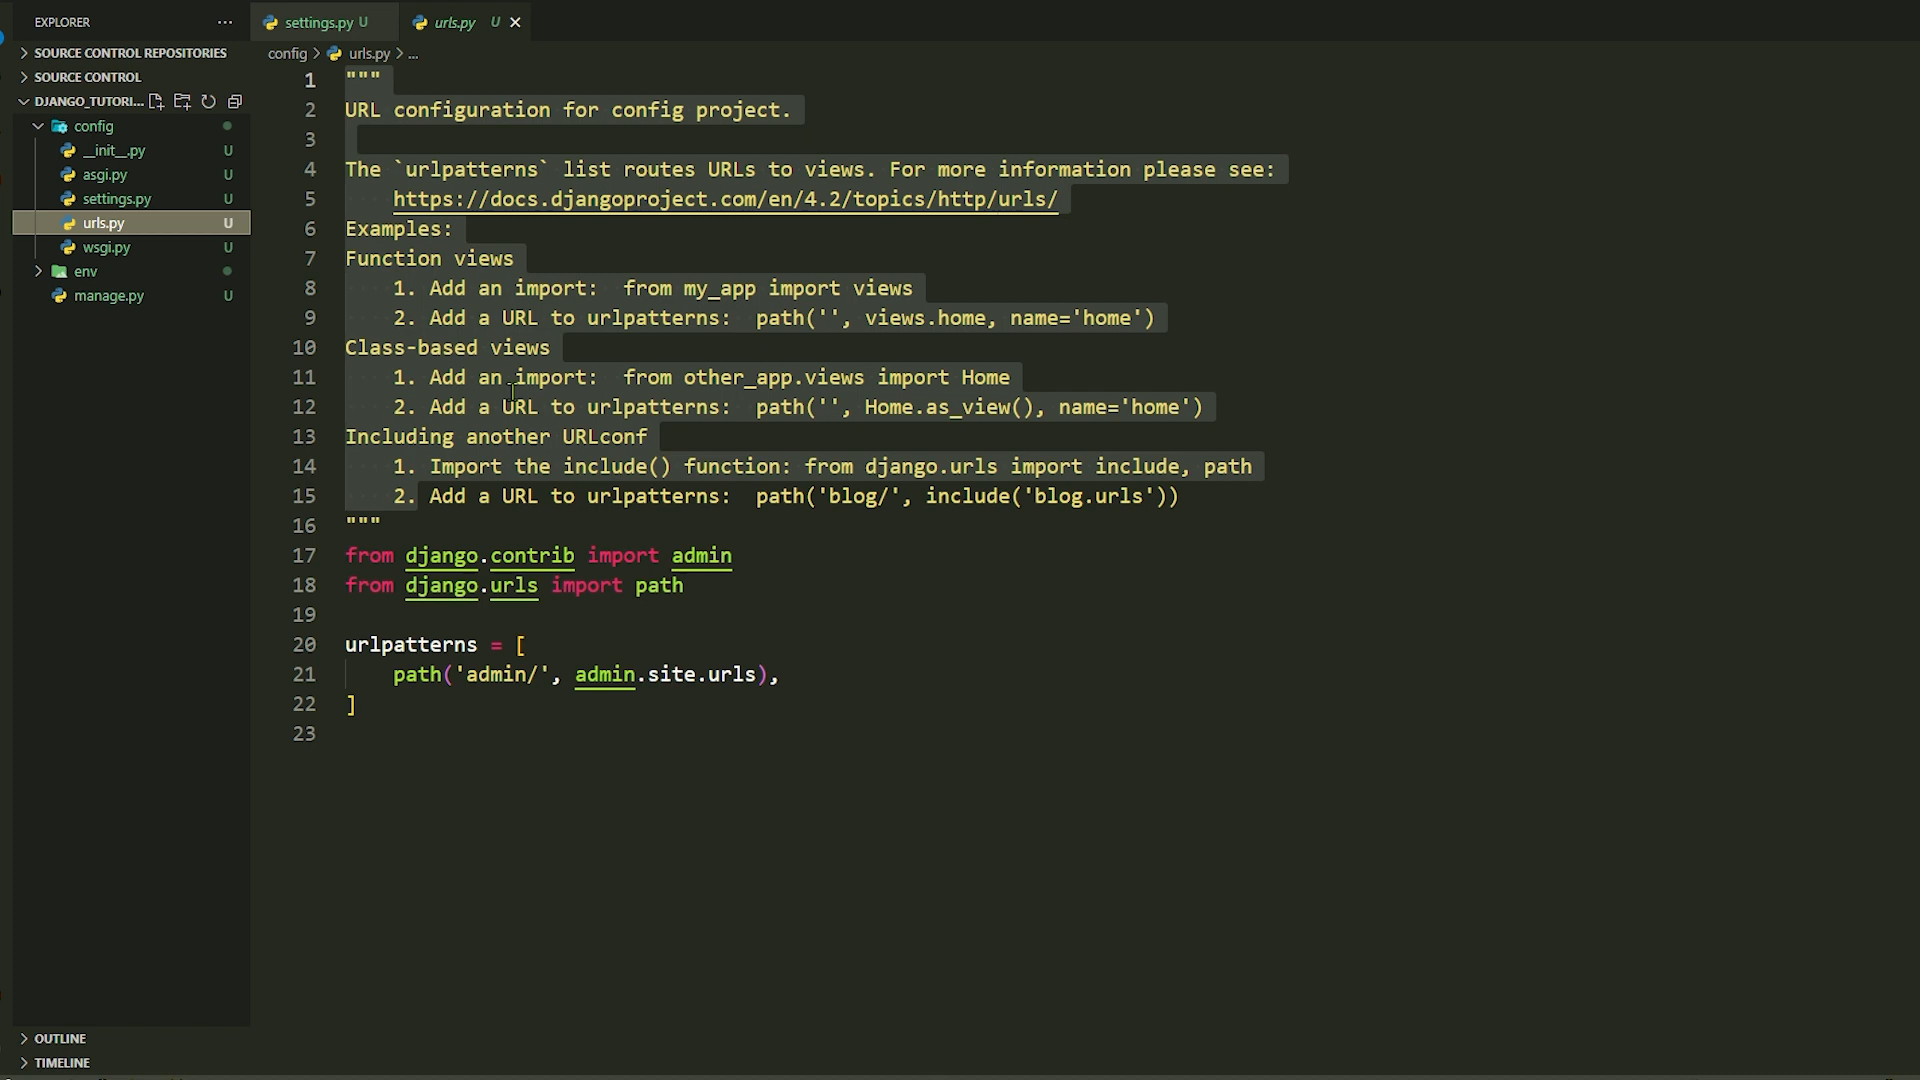 EXPLORER ...
SOURCE CONTROL REPOSITORIES
SOURCE CONTROL
DJANGO_TUTORI...
config
__init__.py U
asgi.py U
settings.py U
urls.py U
wsgi.py U
env
manage.py U
OUTLINE
TIMELINE
settings.py U
urls.py U
config > urls.py > ...
1 """
2 URL configuration for config project.
3
4 The `urlpatterns` list routes URLs to views. For more information please see:
5 https://docs.djangoproject.com/en/4.2/topics/http/urls/
6 Examples:
7 Function views
8 1. Add an import:  from my_app import views
9 2. Add a URL to urlpatterns:  path('', views.home, name='home')
10 Class-based views
11 1. Add an import:  from other_app.views import Home
12 2. Add a URL to urlpatterns:  path('', Home.as_view(), name='home')
13 Including another URLconf
14 1. Import the include() function: from django.urls import include, path
15 2. Add a URL to urlpatterns:  path('blog/', include('blog.urls'))
16 """
17 from django.contrib import admin
18 from django.urls import path
19
20 urlpatterns = [
21 path('admin/', admin.site.urls),
22 ]
23